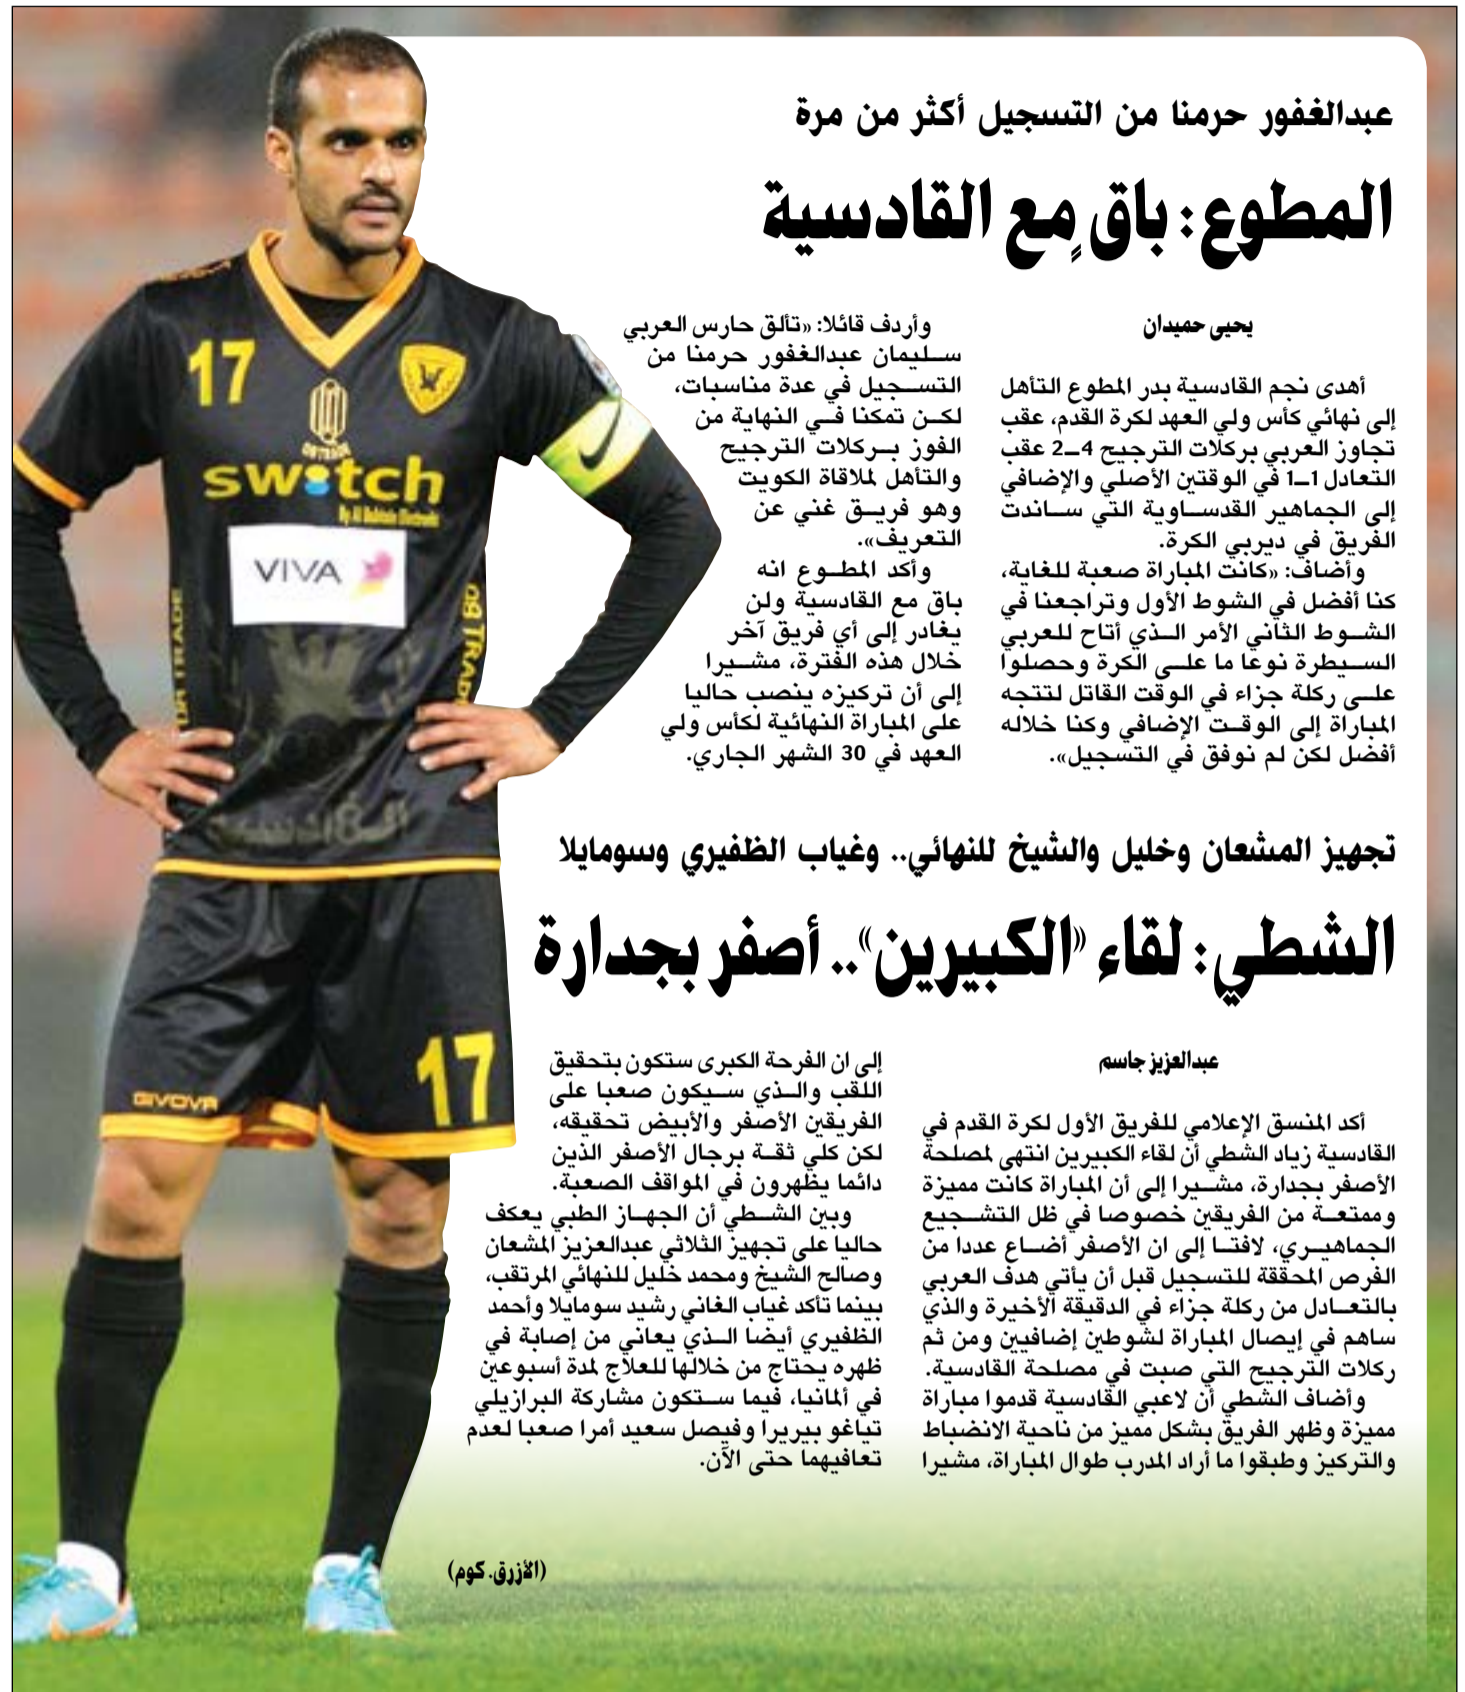 عبدالغفور حرمنا من التسجيل أكثر من مرة
المطوع: باقٍ مع القادسية
يحيى حميدان
أهدى نجم القادسية بدر المطوع التأهل
إلى نهائي كأس ولي العهد لكرة القدم، عقب
تجاوز العربي بركلات الترجيح 4ــ2 عقب
التعادل 1ــ1 في الوقتين الأصلي والإضافي
إلى الجماهير القدساوية التي ساندت
الفريق في ديربي الكرة.
وأضاف: «كانت المباراة صعبة للغاية،
كنا أفضل في الشوط الأول وتراجعنا في
الشوط الثاني الأمر الذي أتاح للعربي
السيطرة نوعا ما على الكرة وحصلوا
على ركلة جزاء في الوقت القاتل لتتجه
المباراة إلى الوقت الإضافي وكنا خلاله
أفضل لكن لم نوفق في التسجيل».
وأردف قائلا: «تألق حارس العربي
سليمان عبدالغفور حرمنا من
التسجيل في عدة مناسبات،
لكن تمكنا في النهاية من
الفوز بركلات الترجيح
والتأهل لملاقاة الكويت
وهو فريق غني عن
التعريف».
وأكد المطوع انه
باق مع القادسية ولن
يغادر إلى أي فريق آخر
خلال هذه الفترة، مشيرا
إلى أن تركيزه ينصب حاليا
على المباراة النهائية لكأس ولي
العهد في 30 الشهر الجاري.
تجهيز المشعان وخليل والشيخ للنهائي.. وغياب الظفيري وسومايلا
الشطي: لقاء «الكبيرين».. أصفر بجدارة
عبدالعزيز جاسم
أكد المنسق الإعلامي للفريق الأول لكرة القدم في
القادسية زياد الشطي أن لقاء الكبيرين انتهى لمصلحة
الأصفر بجدارة، مشيرا إلى أن المباراة كانت مميزة
وممتعة من الفريقين خصوصا في ظل التشجيع
الجماهيري، لافتا إلى ان الأصفر أضاع عددا من
الفرص المحققة للتسجيل قبل أن يأتي هدف العربي
بالتعادل من ركلة جزاء في الدقيقة الأخيرة والذي
ساهم في إيصال المباراة لشوطين إضافيين ومن ثم
ركلات الترجيح التي صبت في مصلحة القادسية.
وأضاف الشطي أن لاعبي القادسية قدموا مباراة
مميزة وظهر الفريق بشكل مميز من ناحية الانضباط
والتركيز وطبقوا ما أراد المدرب طوال المباراة، مشيرا
إلى ان الفرحة الكبرى ستكون بتحقيق
اللقب والذي سيكون صعبا على
الفريقين الأصفر والأبيض تحقيقه،
لكن كلي ثقة برجال الأصفر الذين
دائما يظهرون في المواقف الصعبة.
وبين الشطي أن الجهاز الطبي يعكف
حاليا على تجهيز الثلاثي عبدالعزيز المشعان
وصالح الشيخ ومحمد خليل للنهائي المرتقب،
بينما تأكد غياب الغاني رشيد سومايلا وأحمد
الظفيري أيضا الذي يعاني من إصابة في
ظهره يحتاج من خلالها للعلاج لمدة أسبوعين
في ألمانيا، فيما ستكون مشاركة البرازيلي
تياغو بيريرا وفيصل سعيد أمرا صعبا لعدم
تعافيهما حتى الآن.
(الأزرق.كوم)
17
switch
VIVA
17
GIVOVA